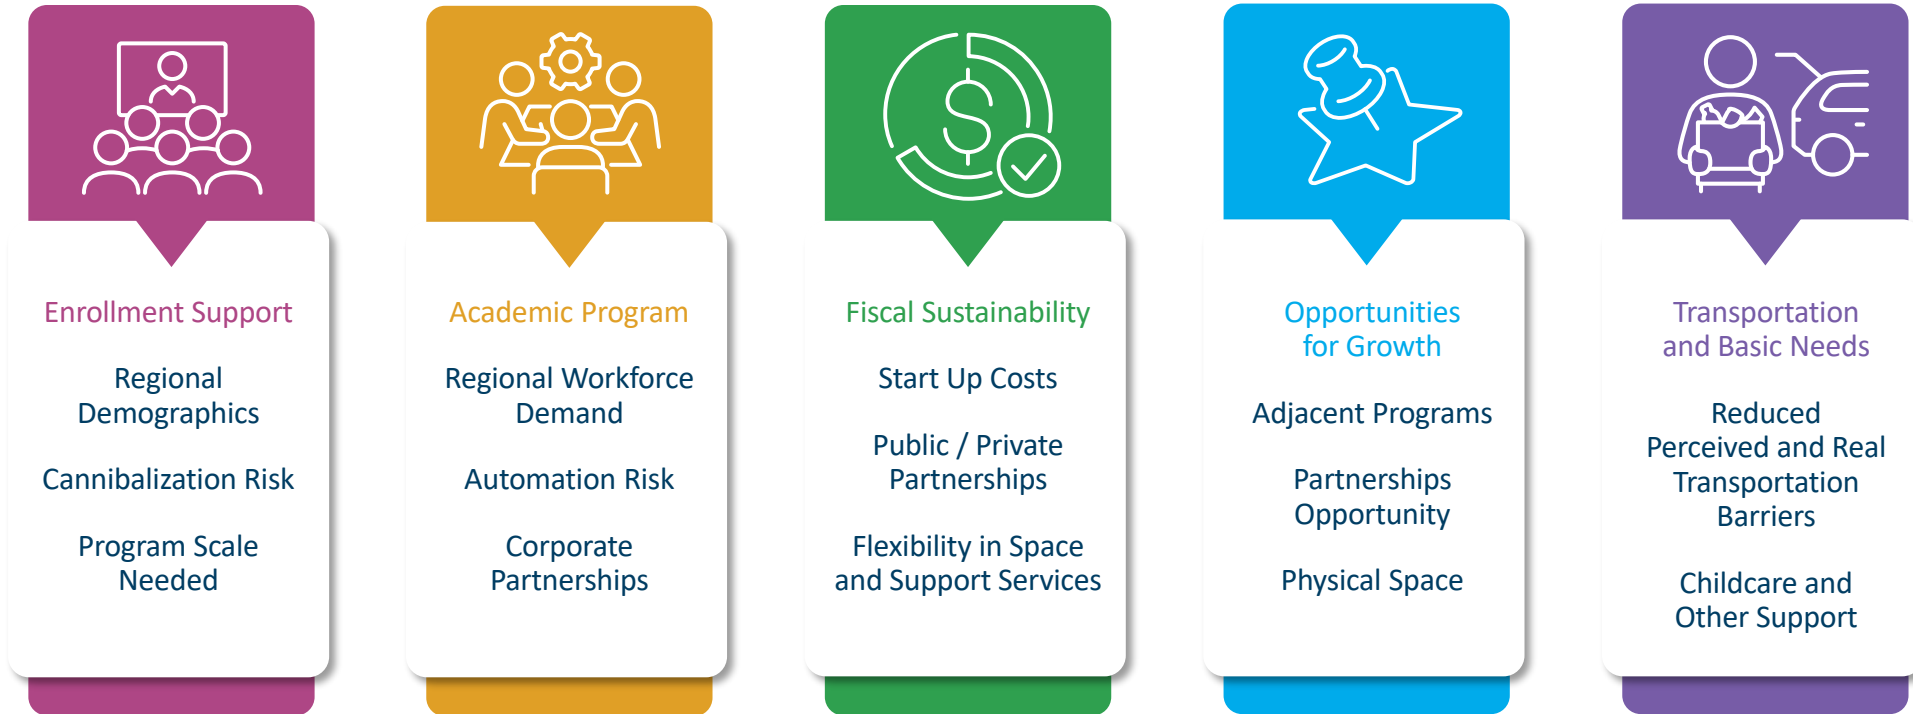 Enrollment Support
Regional
Demographics
Cannibalization Risk
Program Scale
Needed
Academic Program
Regional Workforce
Demand
Automation Risk
Corporate
Partnerships
Fiscal Sustainability
Start Up Costs
Public / Private
Partnerships
Flexibility in Space
and Support Services
Opportunities
for Growth
Adjacent Programs
Partnerships
Opportunity
Physical Space
Transportation
and Basic Needs
Reduced
Perceived and Real
Transportation
Barriers
Childcare and
Other Support